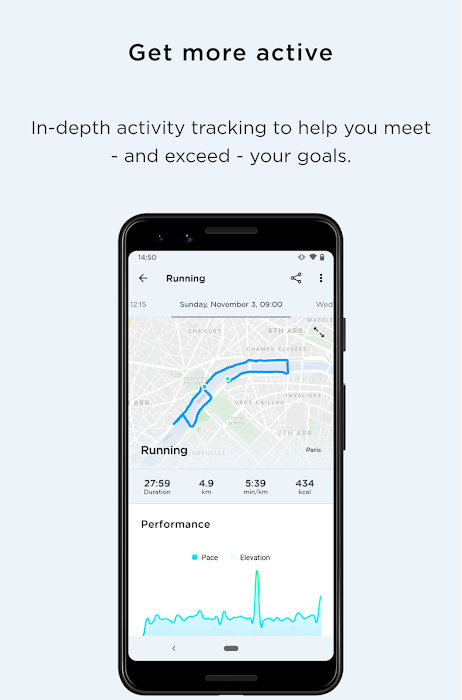 Get more active
In-depth activity tracking to help you meet
- and exceed - your goals.
14:50
Running
12:15 Sunday, November 3, 09:00 Wed
MADELE
CHAILLOT 8TH ARR.
CHAMPS-ELYSEES
ARR.
INVALIDES
GROS-CAILLOU
7TH ARR
Running Paris
27:59 4.9 5:39 434
Duration km min/km kcal
Performance
Pace Elevation